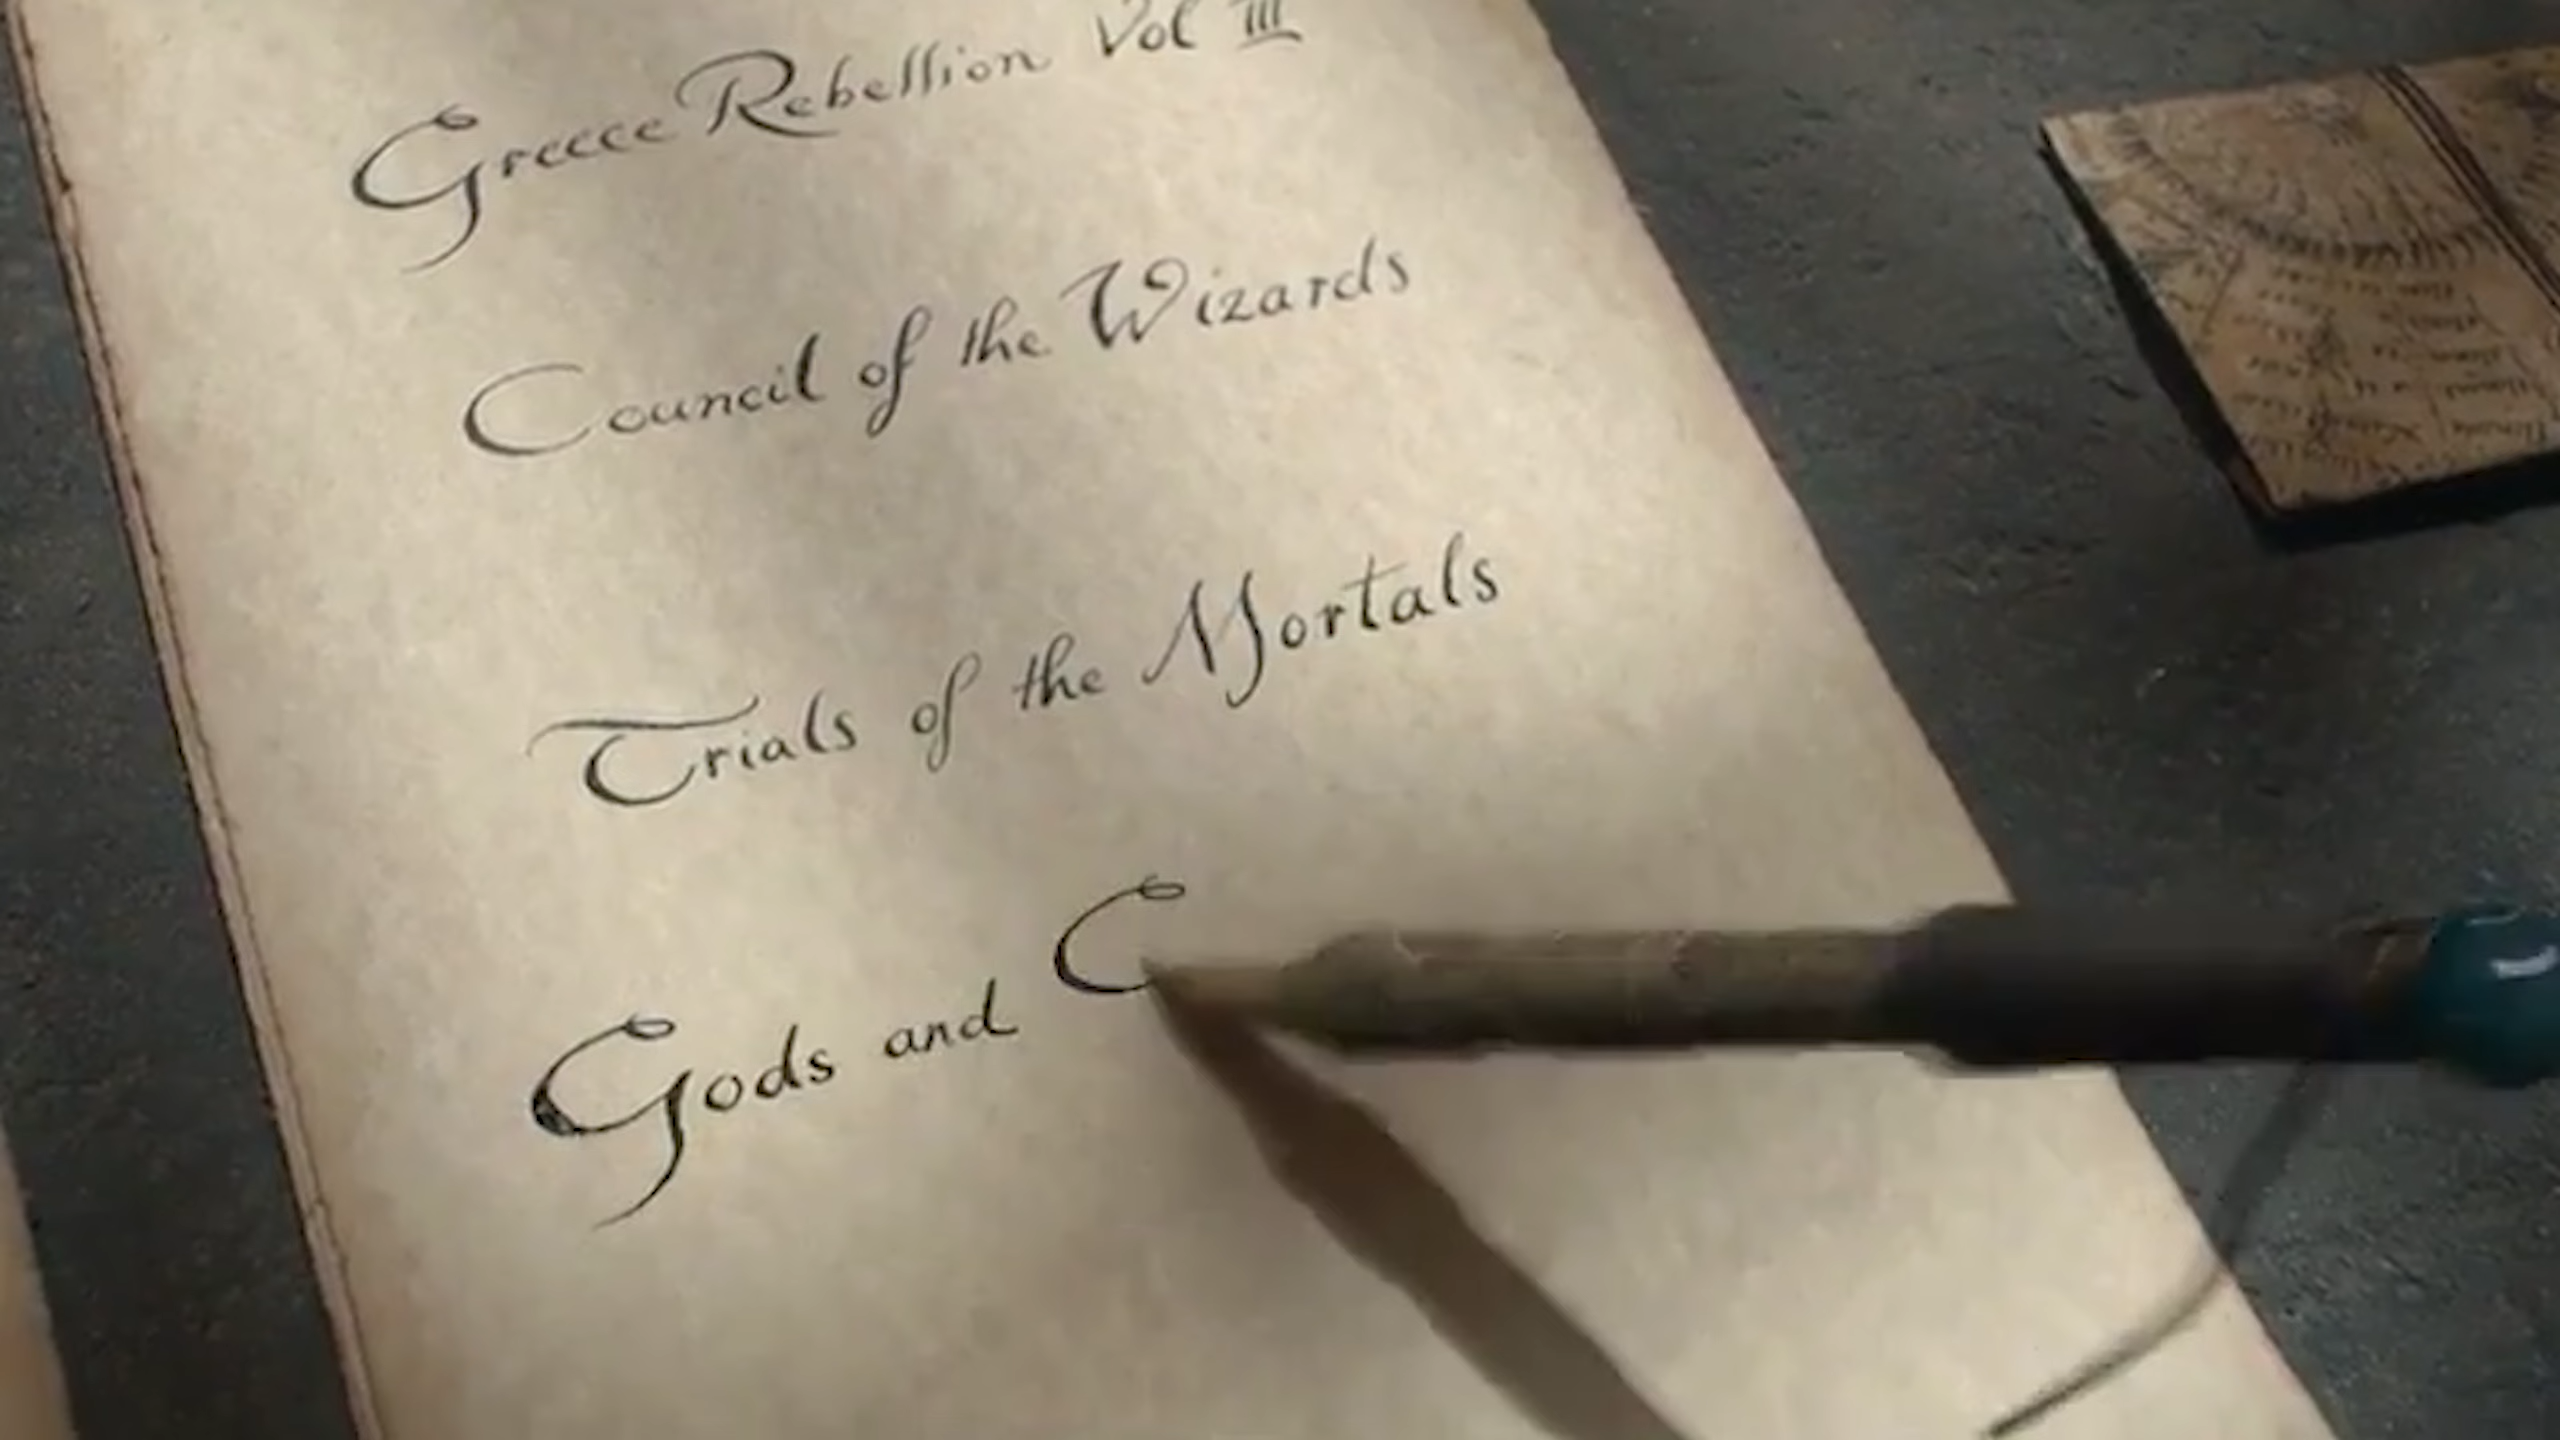 Greece Rebellion Vol III
Council of the Wizards
Trials of the Mortals
Gods and C